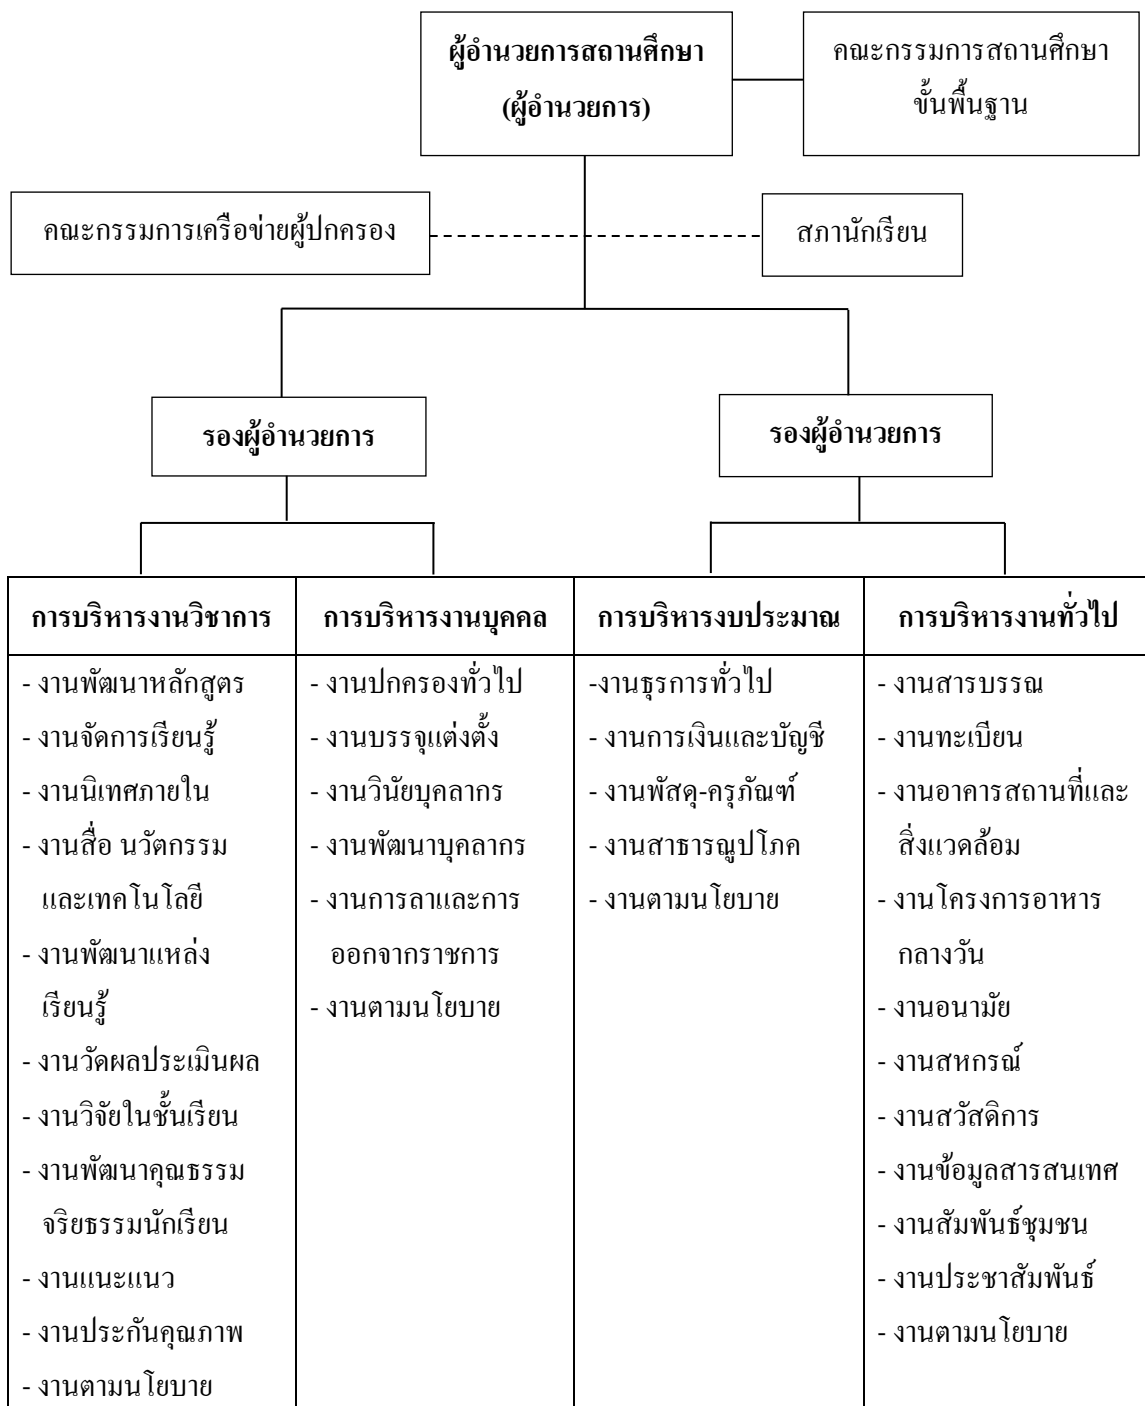 ผู้อำนวยการสถานศึกษา
(ผู้อำนวยการ)
คณะกรรมการสถานศึกษา
ขั้นพื้นฐาน
คณะกรรมการเครือข่ายผู้ปกครอง
สภานักเรียน
รองผู้อำนวยการ
รองผู้อำนวยการ
การบริหารงานวิชาการ
- งานพัฒนาหลักสูตร
- งานจัดการเรียนรู้
- งานนิเทศภายใน
- งานสื่อ นวัตกรรม
และเทคโนโลยี
- งานพัฒนาแหล่ง
เรียนรู้
- งานวัดผลประเมินผล
- งานวิจัยในชั้นเรียน
- งานพัฒนาคุณธรรม
จริยธรรมนักเรียน
- งานแนะแนว
- งานประกันคุณภาพ
- งานตามนโยบาย
การบริหารงานบุคคล
- งานปกครองทั่วไป
- งานบรรจุแต่งตั้ง
- งานวินัยบุคลากร
- งานพัฒนาบุคลากร
- งานการลาและการ
ออกจากราชการ
- งานตามนโยบาย
การบริหารงบประมาณ
-งานธุรการทั่วไป
- งานการเงินและบัญชี
- งานพัสดุ-ครุภัณฑ์
- งานสาธารณูปโภค
- งานตามนโยบาย
การบริหารงานทั่วไป
- งานสารบรรณ
- งานทะเบียน
- งานอาคารสถานที่และ
สิ่งแวดล้อม
- งานโครงการอาหาร
กลางวัน
- งานอนามัย
- งานสหกรณ์
- งานสวัสดิการ
- งานข้อมูลสารสนเทศ
- งานสัมพันธ์ชุมชน
- งานประชาสัมพันธ์
- งานตามนโยบาย